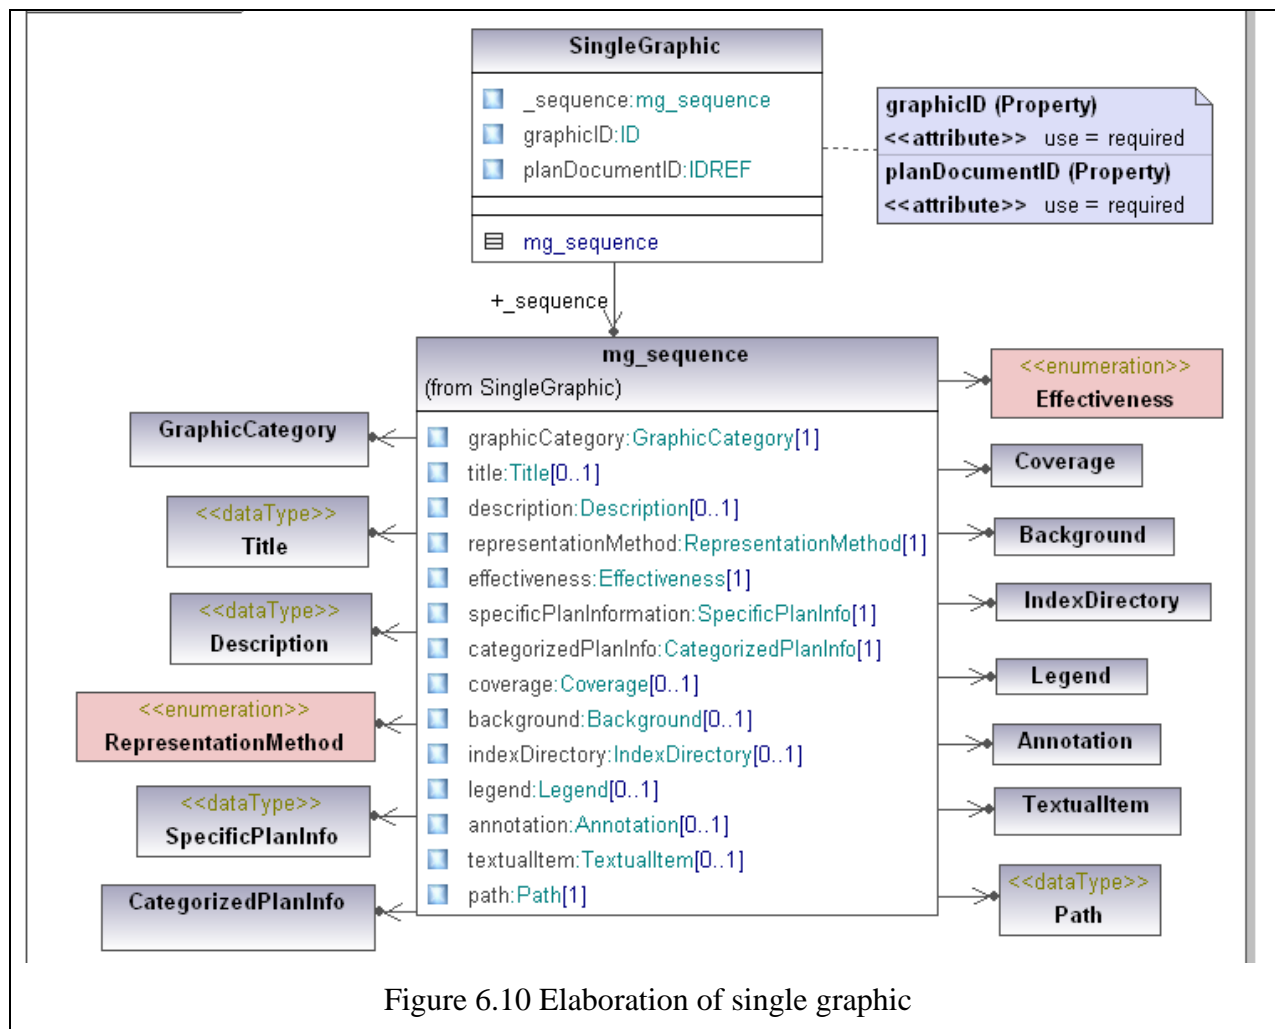 SingleGraphic
_sequence:mg_sequence
graphicID:ID
planDocumentID:IDREF
mg_sequence
graphicID (Property)
<<attribute>> use = required
planDocumentID (Property)
<<attribute>> use = required
+_sequence
mg_sequence
(from SingleGraphic)
graphicCategory:GraphicCategory[1]
title:Title[0..1]
description:Description[0..1]
representationMethod:RepresentationMethod[1]
effectiveness:Effectiveness[1]
specificPlanInformation:SpecificPlanInfo[1]
categorizedPlanInfo:CategorizedPlanInfo[1]
coverage:Coverage[0..1]
background:Background[0..1]
indexDirectory:IndexDirectory[0..1]
legend:Legend[0..1]
annotation:Annotation[0..1]
textualItem:TextualItem[0..1]
path:Path[1]
GraphicCategory
<<dataType>>
Title
<<dataType>>
Description
<<enumeration>>
RepresentationMethod
<<dataType>>
SpecificPlanInfo
CategorizedPlanInfo
<<enumeration>>
Effectiveness
Coverage
Background
IndexDirectory
Legend
Annotation
TextualItem
<<dataType>>
Path
Figure 6.10 Elaboration of single graphic